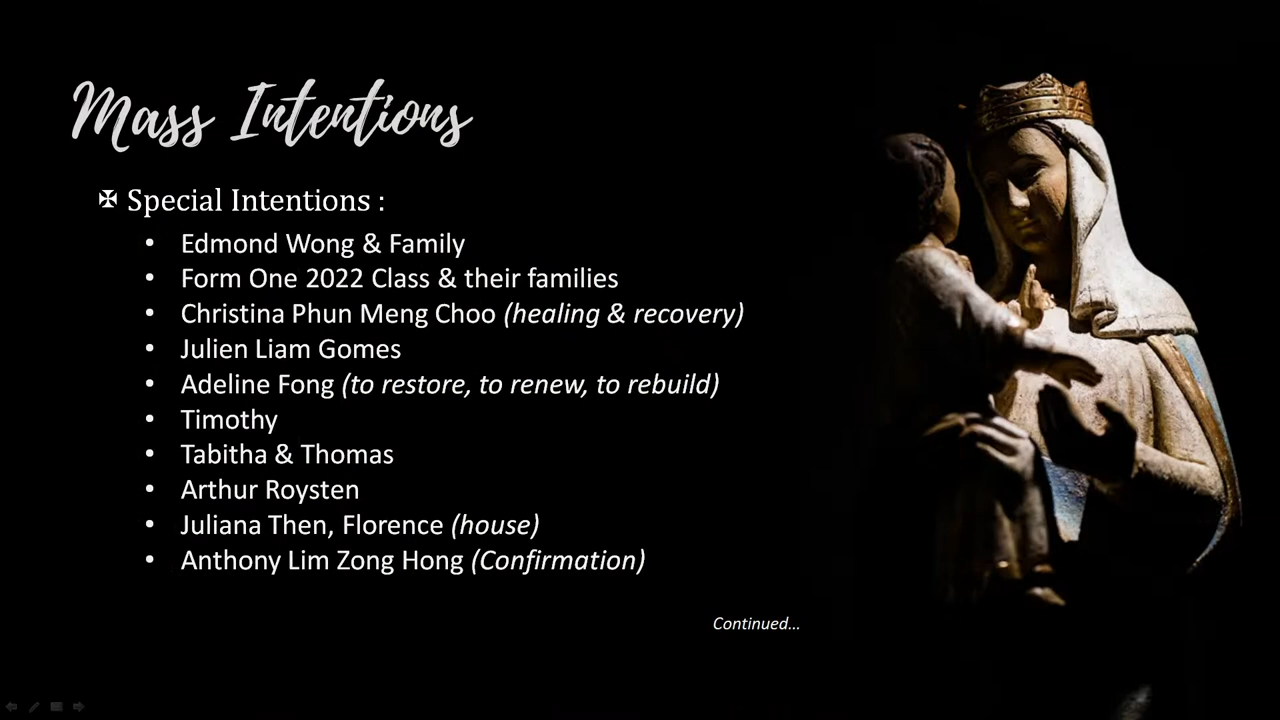 Mass Intentions
✠ Special Intentions :
• Edmond Wong & Family
• Form One 2022 Class & their families
• Christina Phun Meng Choo (healing & recovery)
• Julien Liam Gomes
• Adeline Fong (to restore, to renew, to rebuild)
• Timothy
• Tabitha & Thomas
• Arthur Roysten
• Juliana Then, Florence (house)
• Anthony Lim Zong Hong (Confirmation)
Continued...